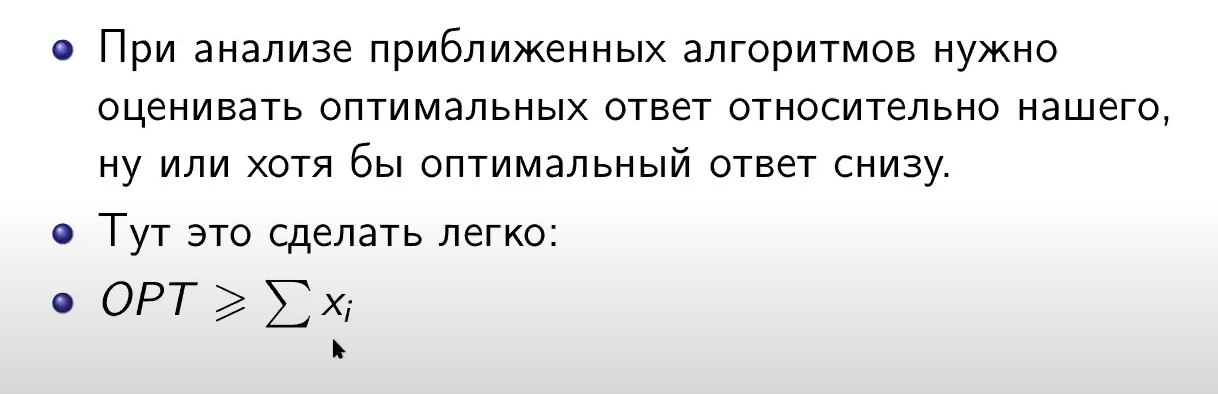 При анализе приближенных алгоритмов нужно
оценивать оптимальных ответ относительно нашего,
ну или хотя бы оптимальный ответ снизу.
Тут это сделать легко:
OPT ⩾ ∑ xᵢ